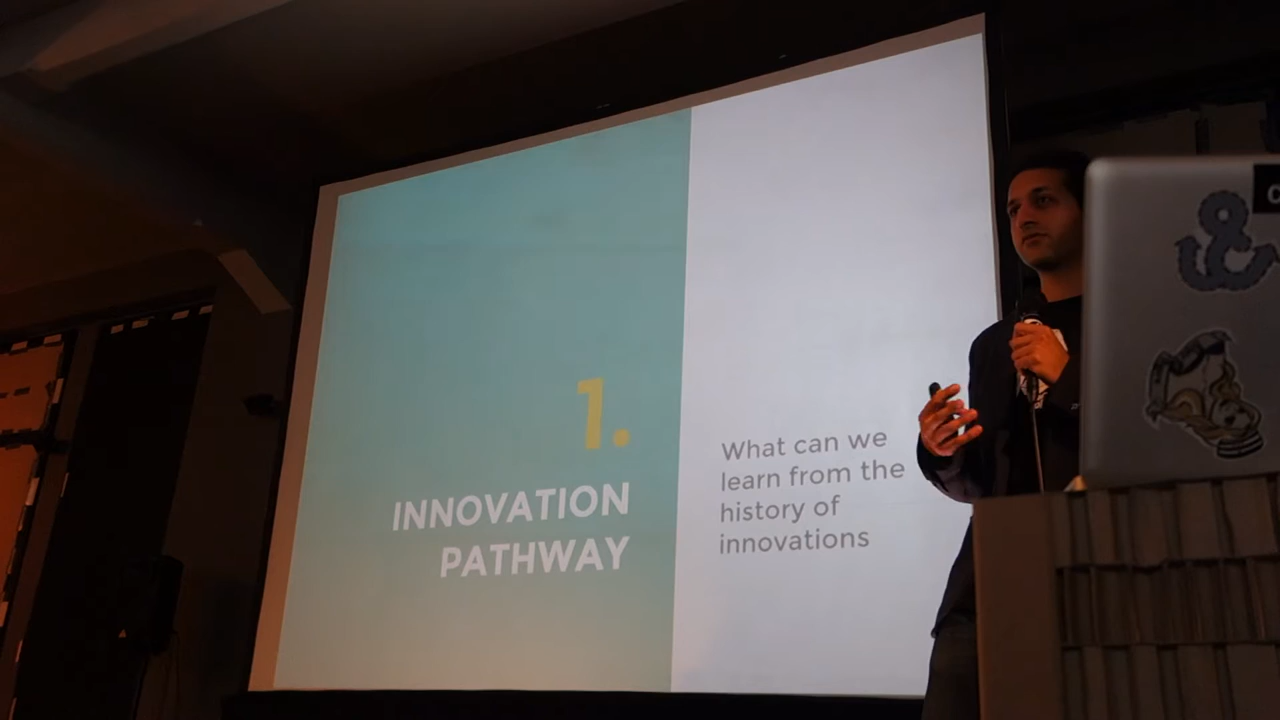 1.
INNOVATION
PATHWAY
What can we
learn from the
history of
innovations